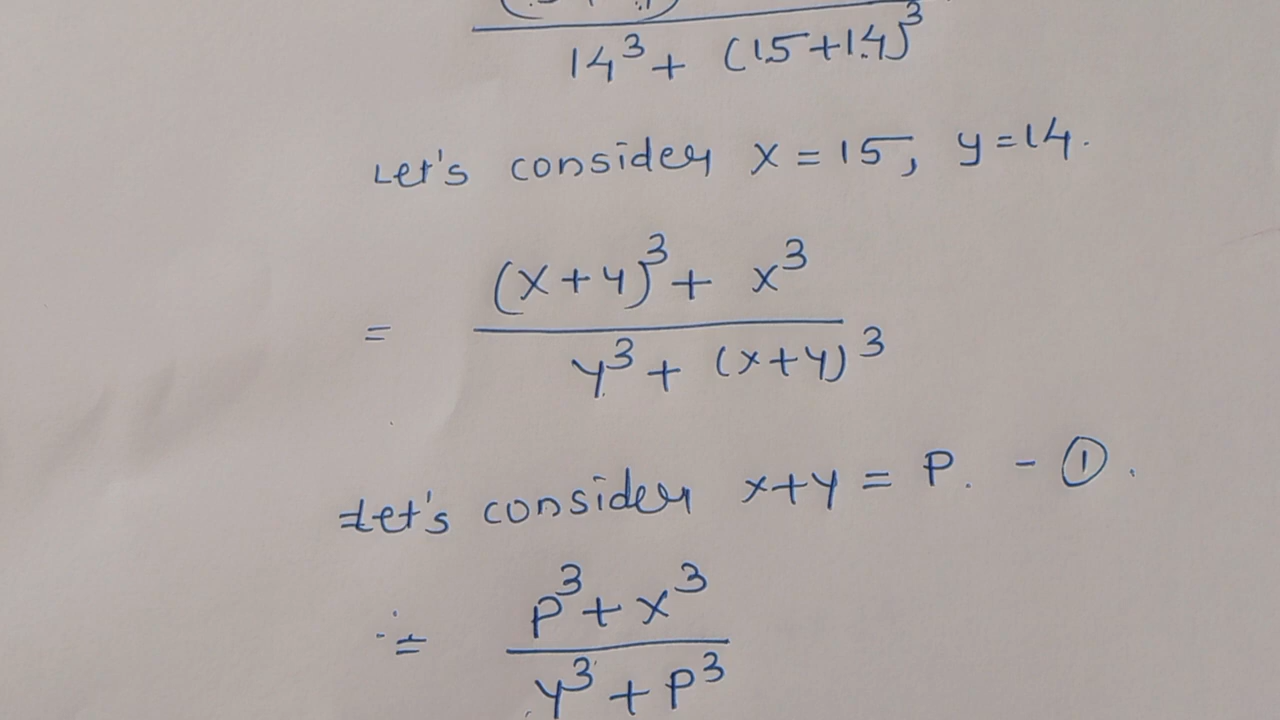 14³ + (15+14)³
Let's consider x = 15, y = 14.
= (x+y)³ + x³
y³ + (x+y)³
Let's consider x+y = P. - ①.
∴ = P³ + x³
y³ + P³